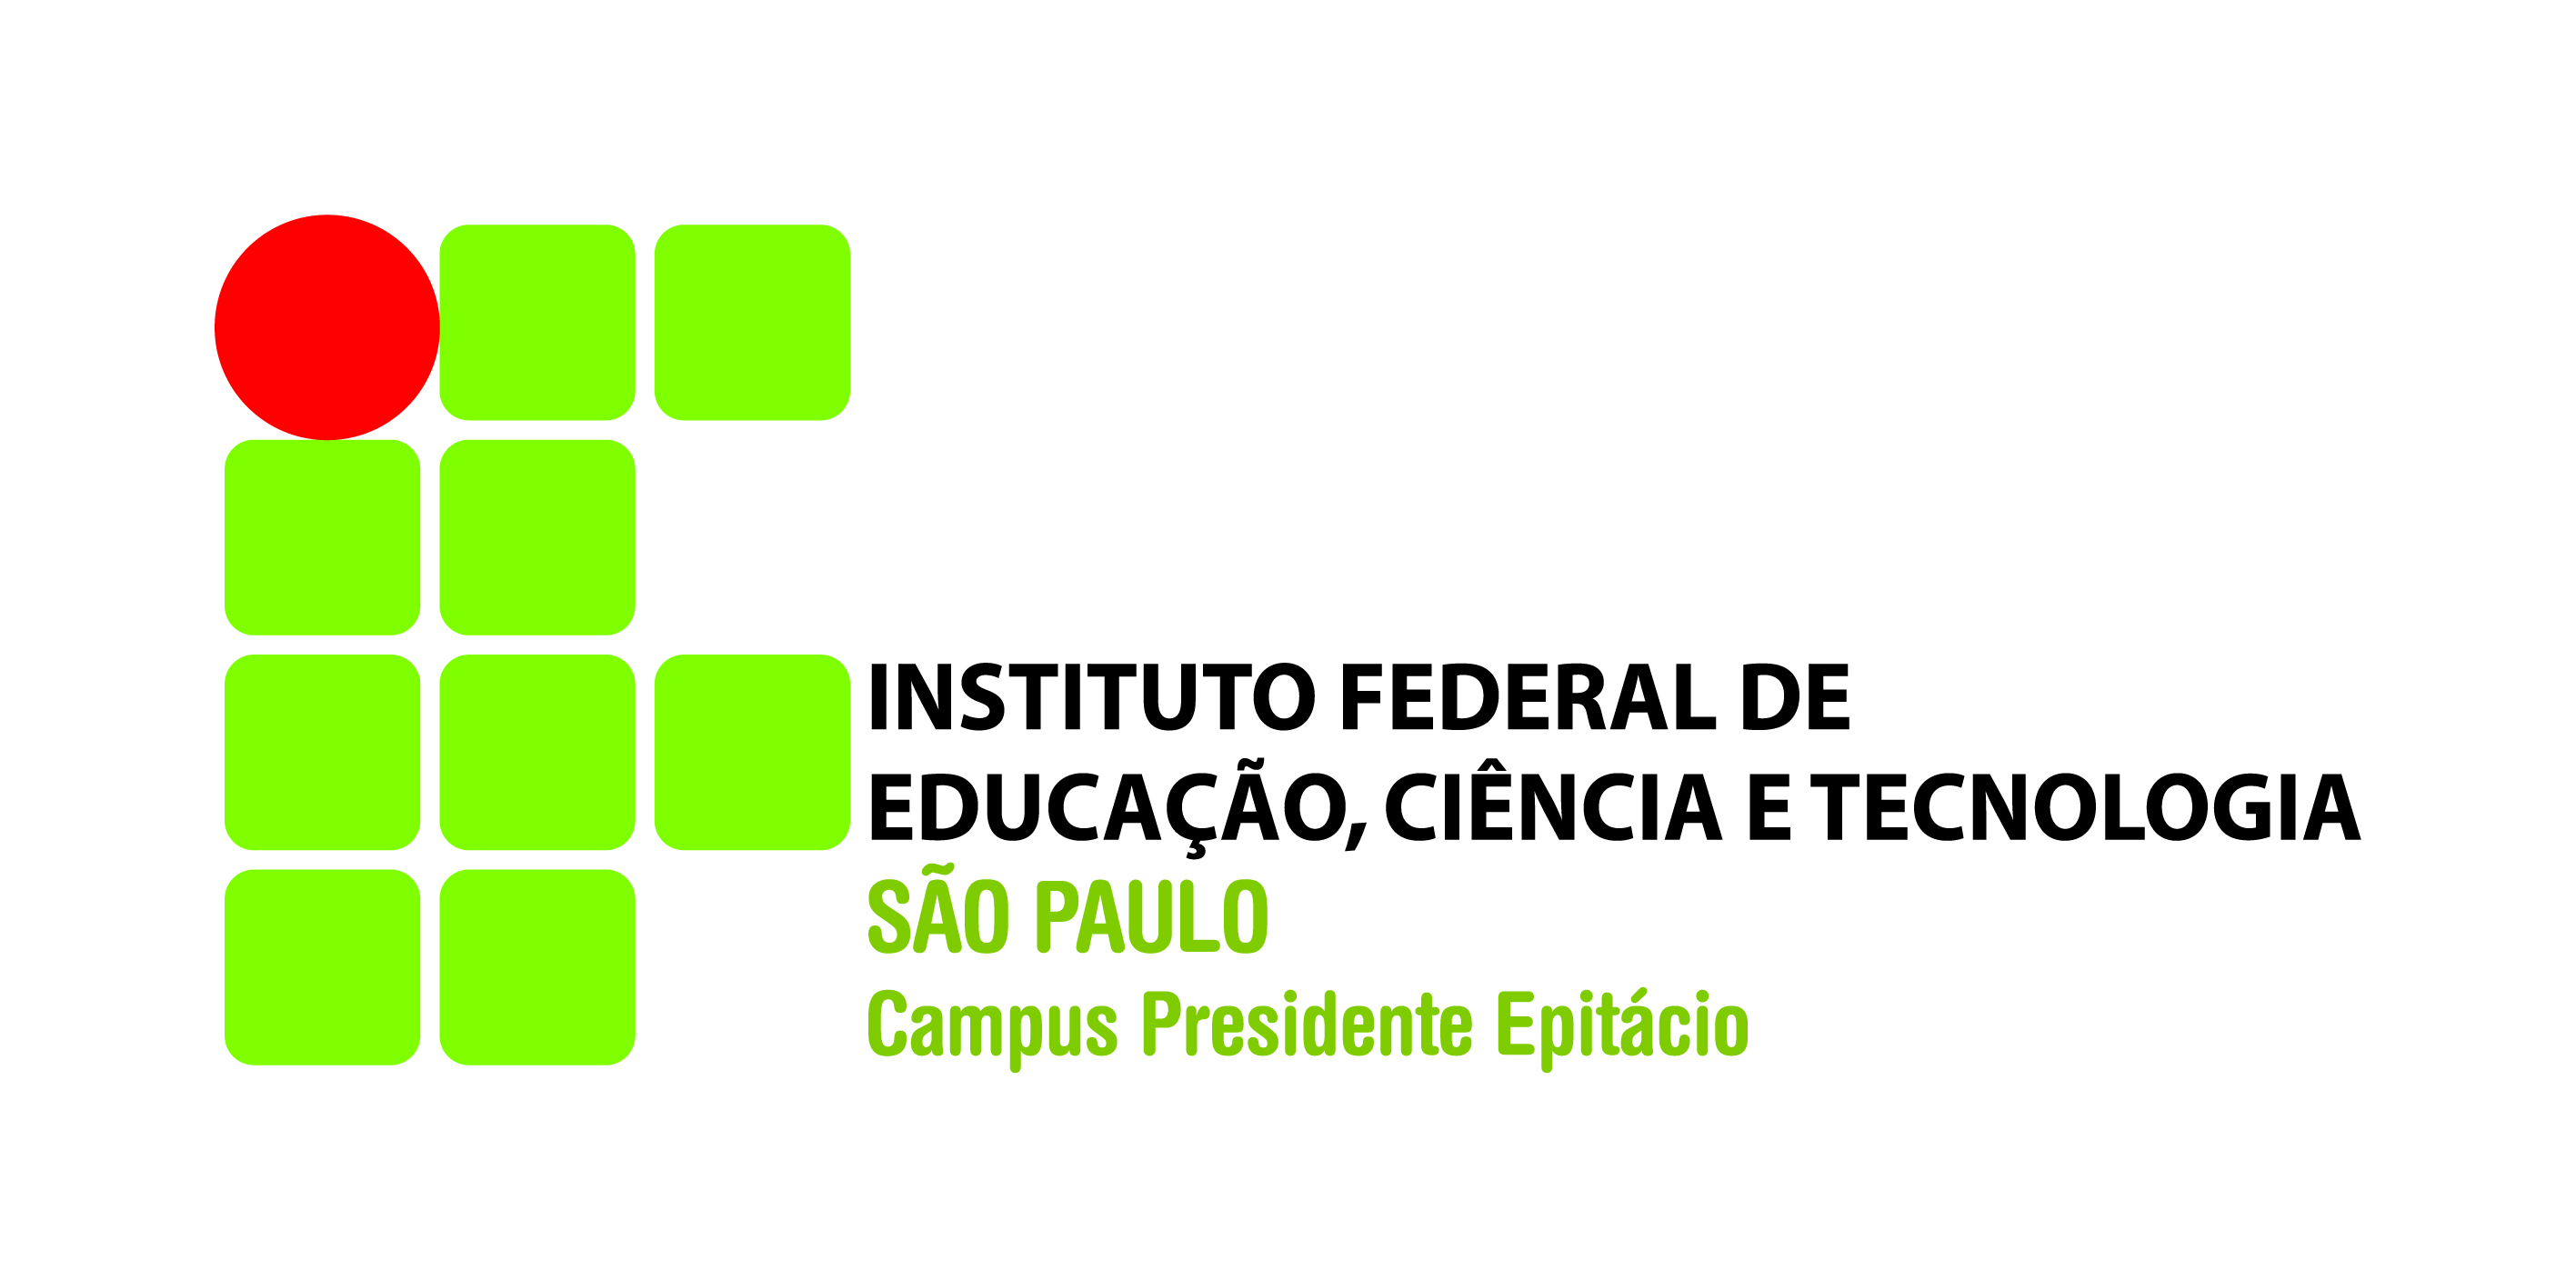 INSTITUTO FEDERAL DE
EDUCAÇÃO, CIÊNCIA E TECNOLOGIA
SÃO PAULO
Campus Presidente Epitácio